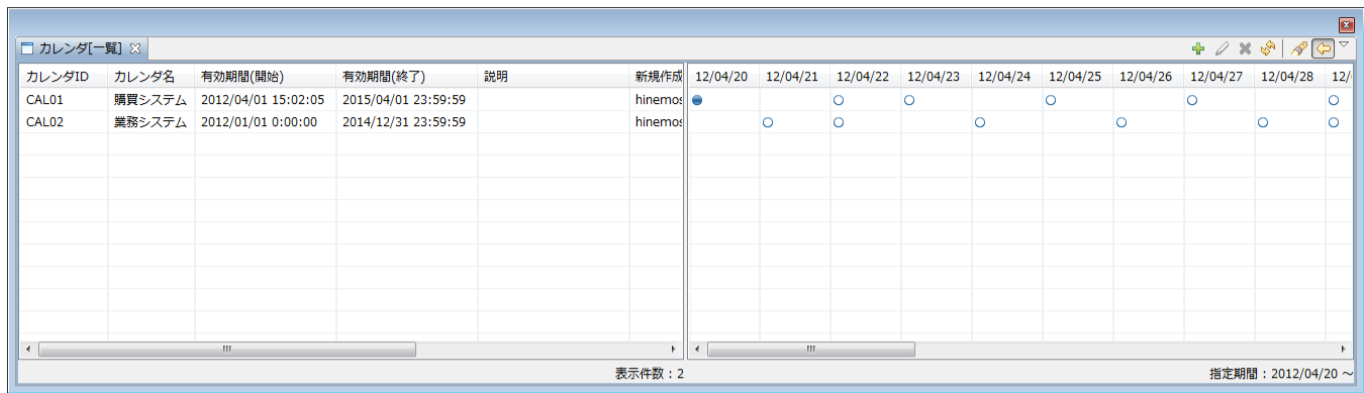 カレンダ[一覧]
カレンダID カレンダ名 有効期間(開始) 有効期間(終了) 説明 新規作成 12/04/20 12/04/21 12/04/22 12/04/23 12/04/24 12/04/25 12/04/26 12/04/27 12/04/28 12/
CAL01 購買システム 2012/04/01 15:02:05 2015/04/01 23:59:59 hinemos
CAL02 業務システム 2012/01/01 0:00:00 2014/12/31 23:59:59 hinemos
表示件数：2 指定期間：2012/04/20 ～